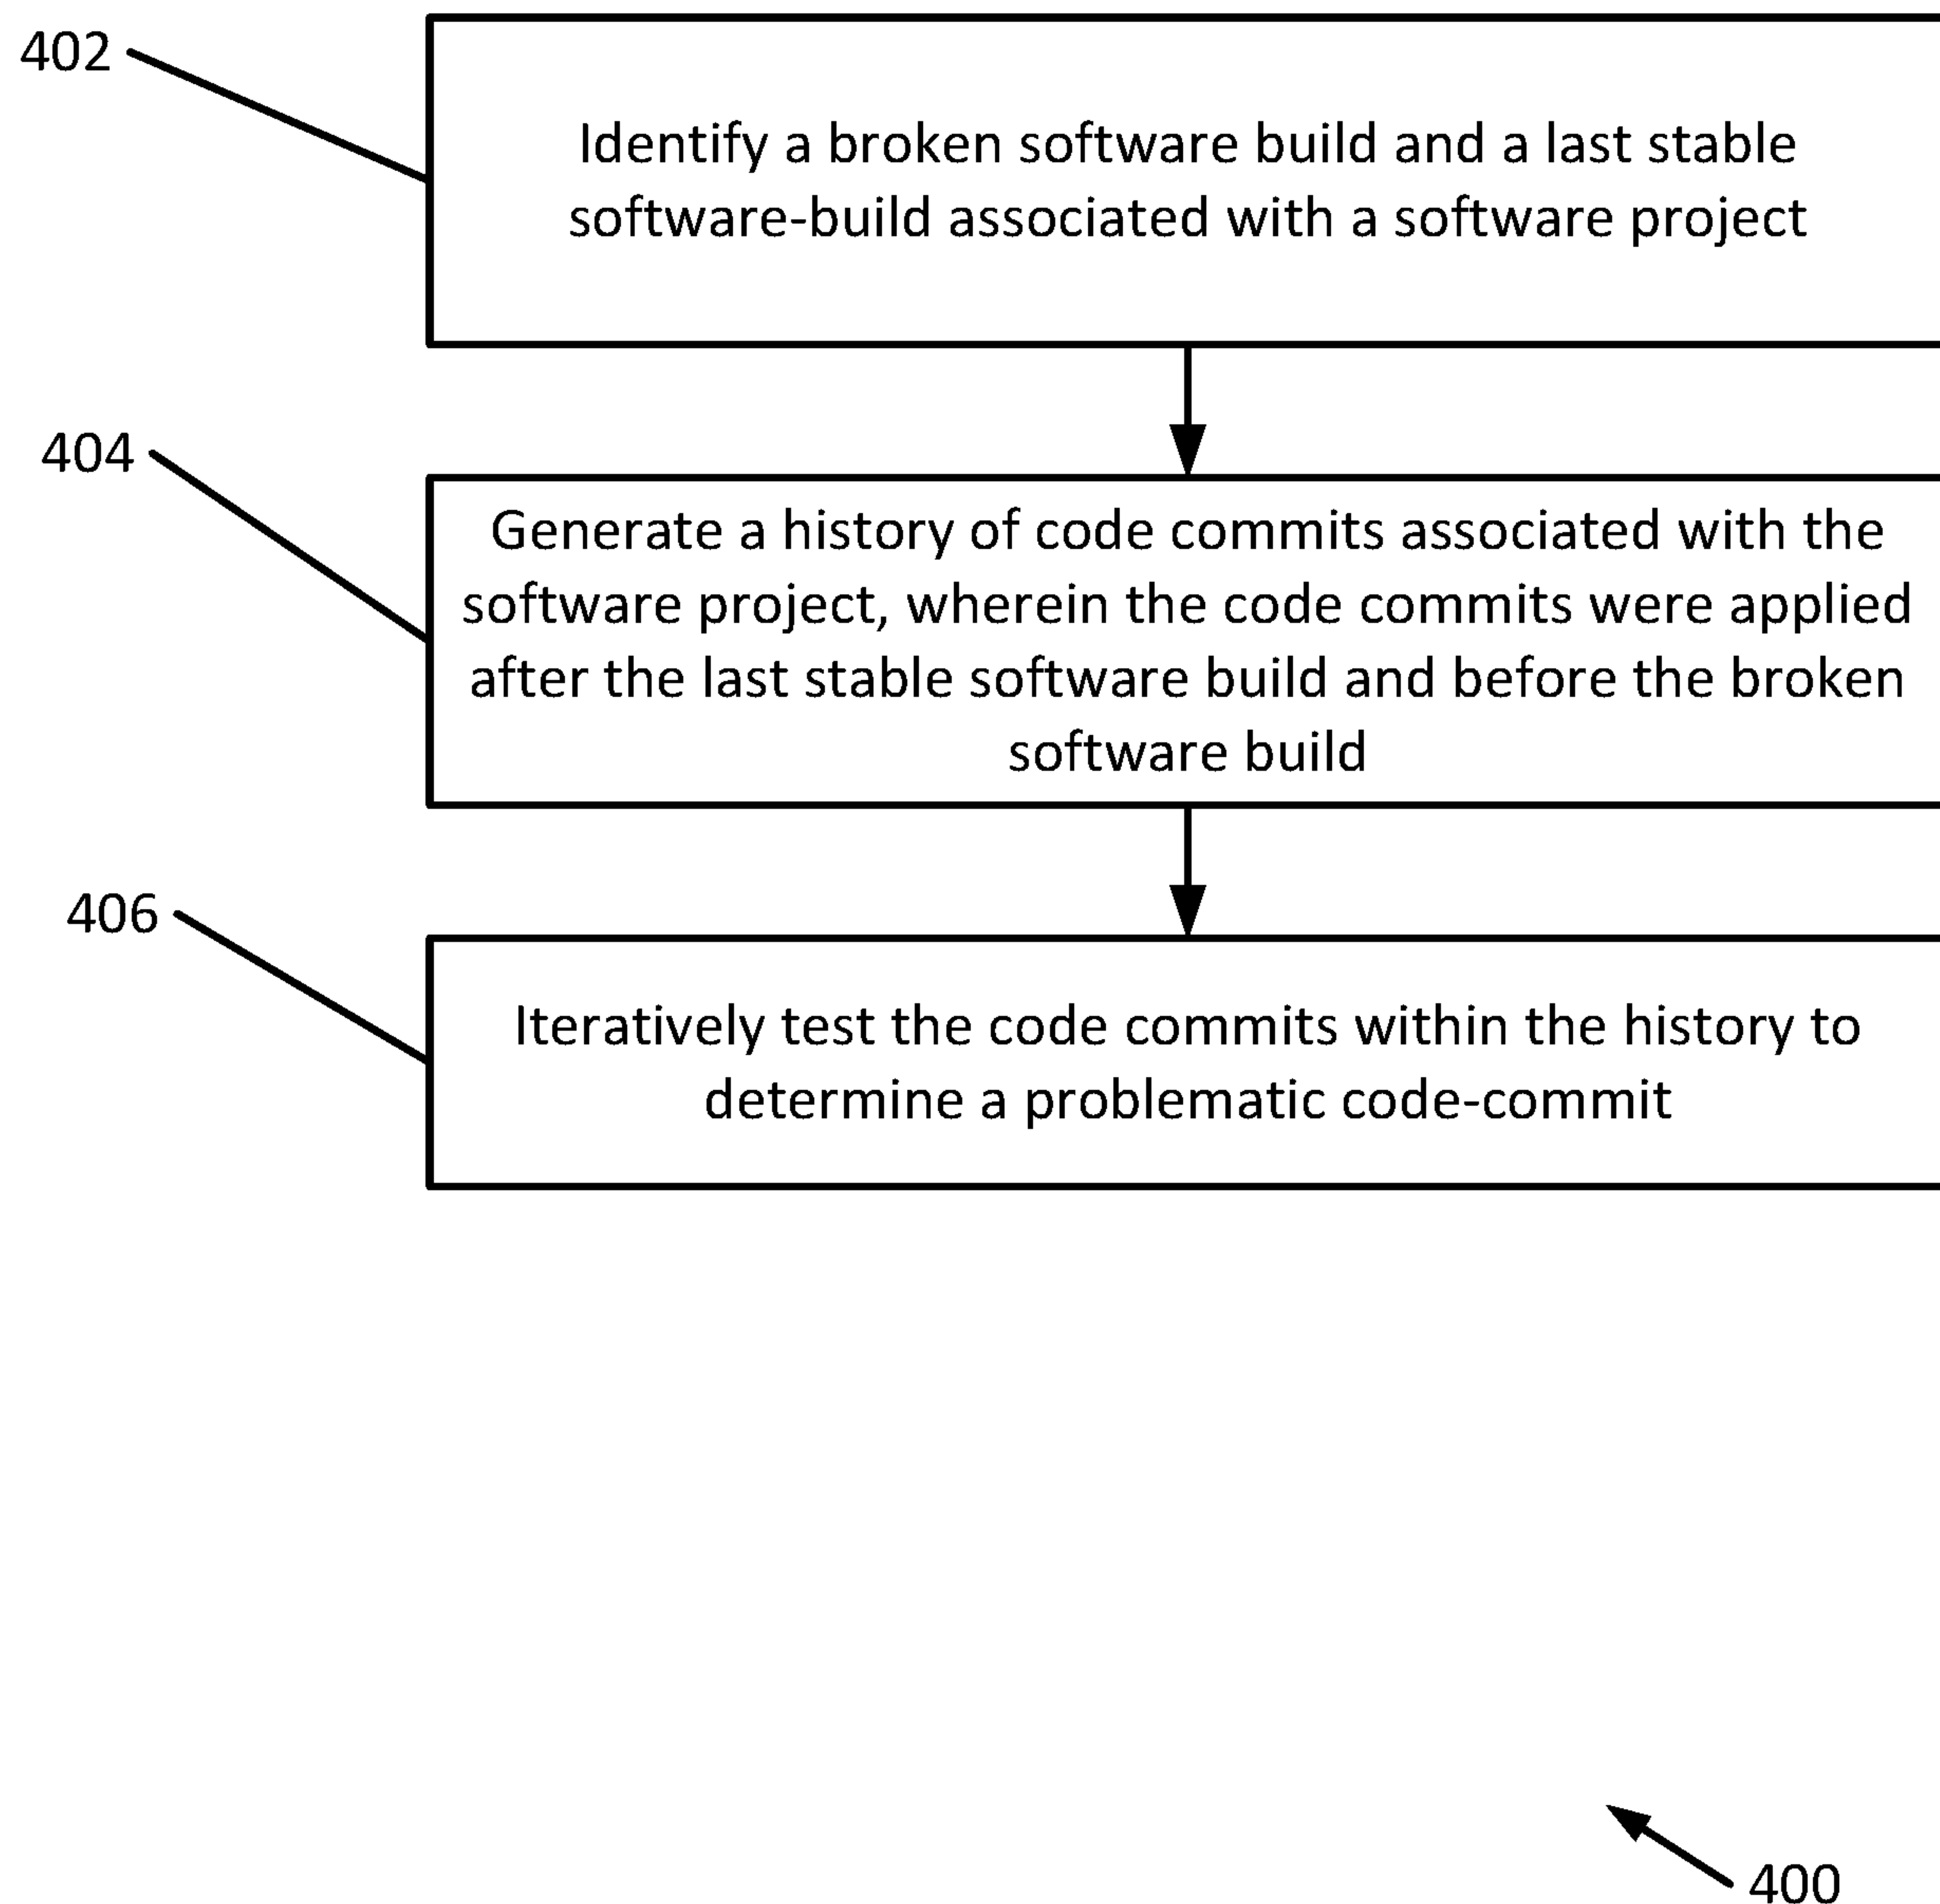 402
Identify a broken software build and a last stable
software-build associated with a software project
404
Generate a history of code commits associated with the
software project, wherein the code commits were applied
after the last stable software build and before the broken
software build
406
Iteratively test the code commits within the history to
determine a problematic code-commit
400